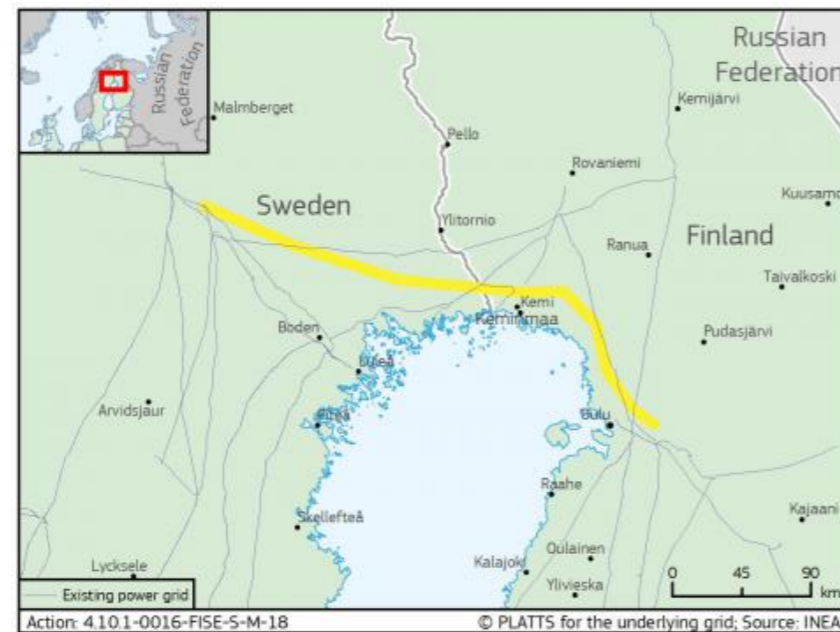 Russian
Federation
Russian
Federation
Malmberget
Kemijärvi
Pello
Rovaniemi
Kuusamo
Sweden
Ylitornio
Finland
Ranua
Taivalkoski
Kemi
Keminmaa
Boden
Pudasjärvi
Luleå
Arvidsjaur
Piteå
Oulu
Raahe
Skellefteå
Kajaani
Oulainen
Lycksele
Kalajoki
Ylivieska
0 45 90
km
Existing power grid
Action: 4.10.1-0016-FISE-S-M-18
© PLATTS for the underlying grid; Source: INEA